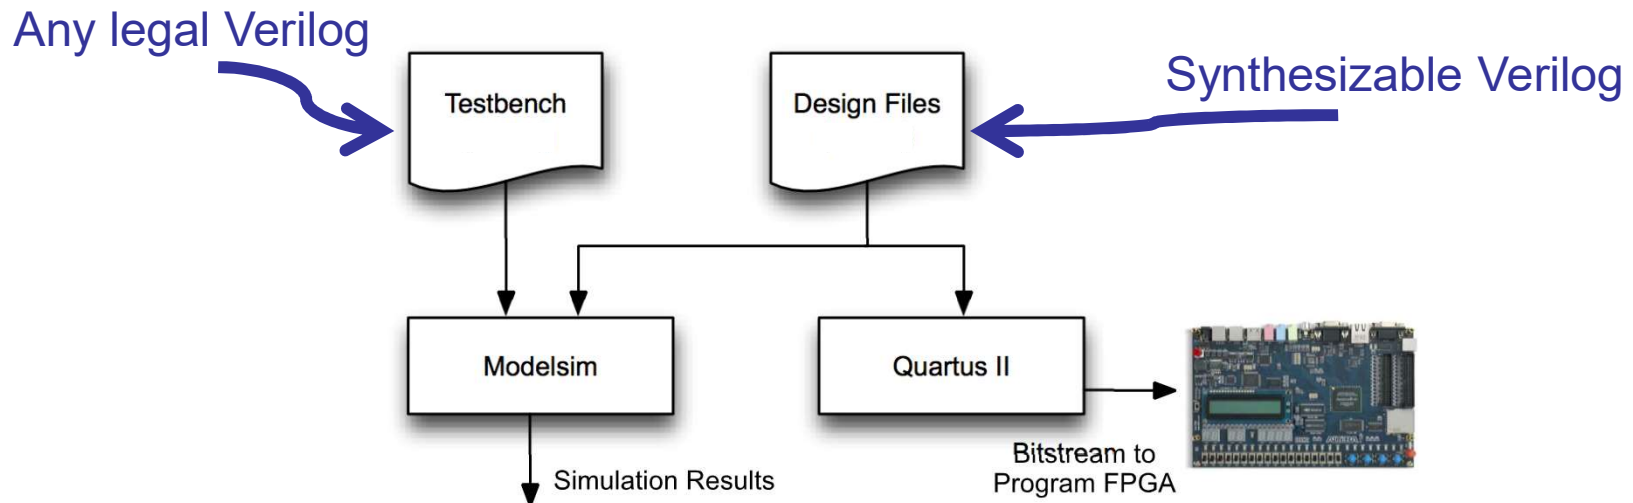 Any legal Verilog
Synthesizable Verilog
Testbench
Design Files
Modelsim
Quartus II
Simulation Results
Bitstream to
Program FPGA